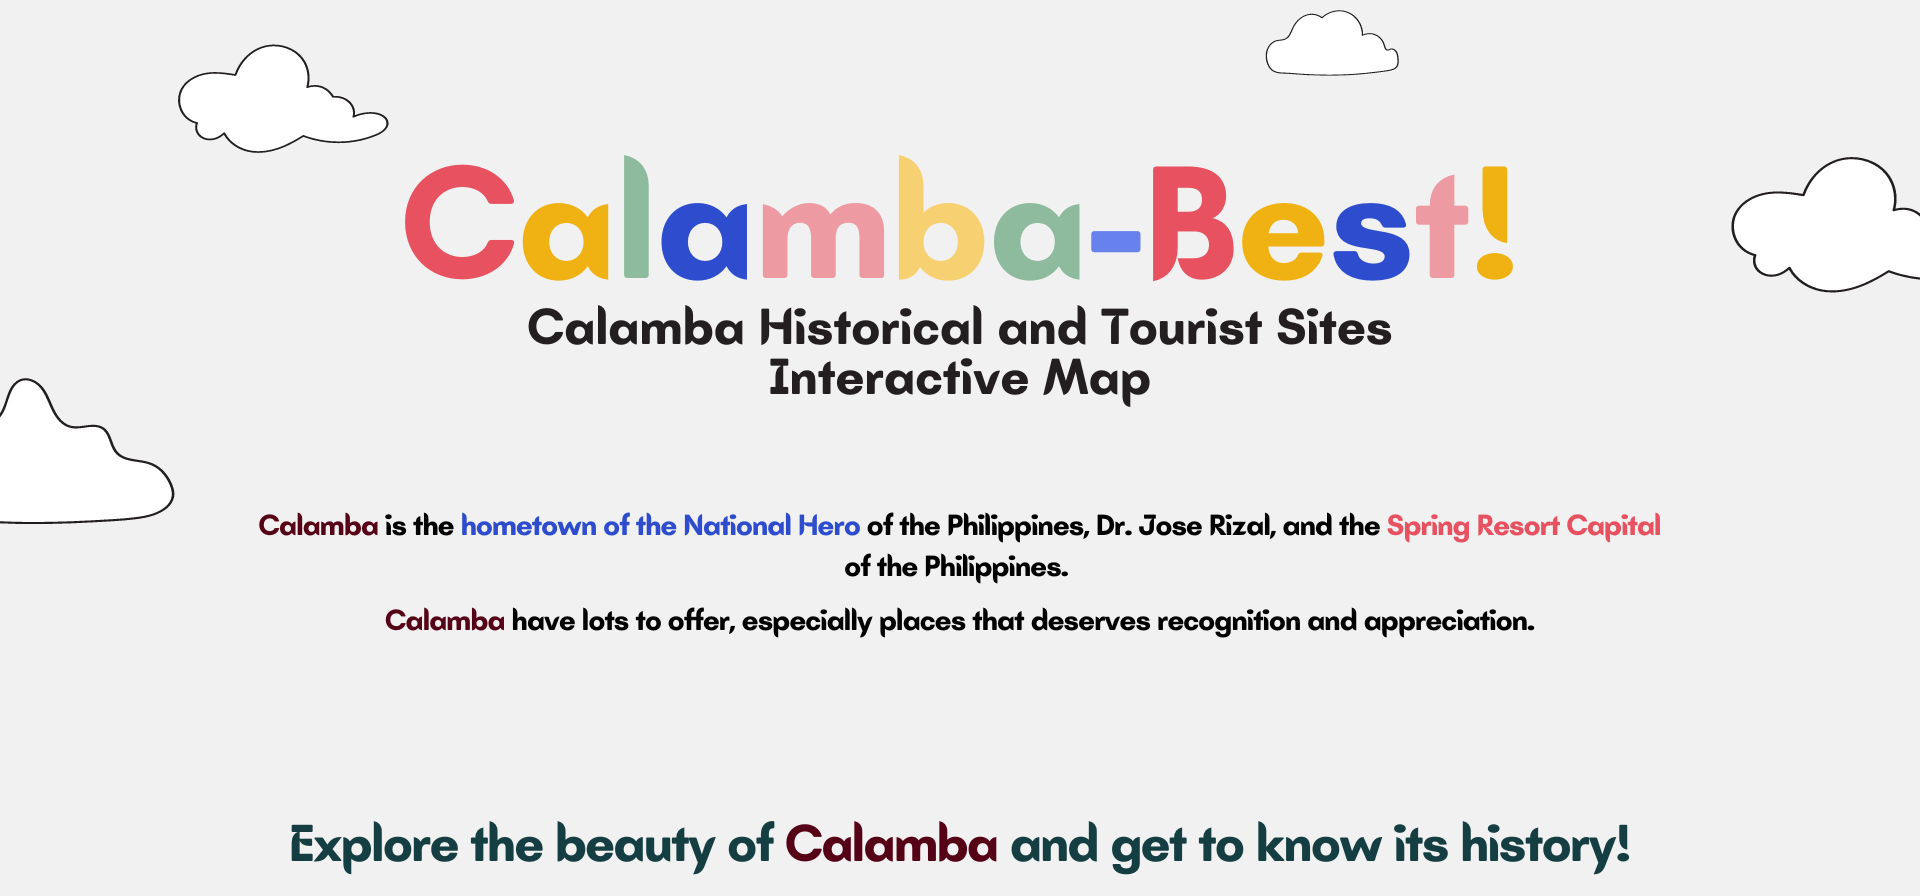 Calamba-Best!
Calamba Historical and Tourist Sites
Interactive Map
Calamba is the hometown of the National Hero of the Philippines, Dr. Jose Rizal, and the Spring Resort Capital
of the Philippines.
Calamba have lots to offer, especially places that deserves recognition and appreciation.
Explore the beauty of Calamba and get to know its history!